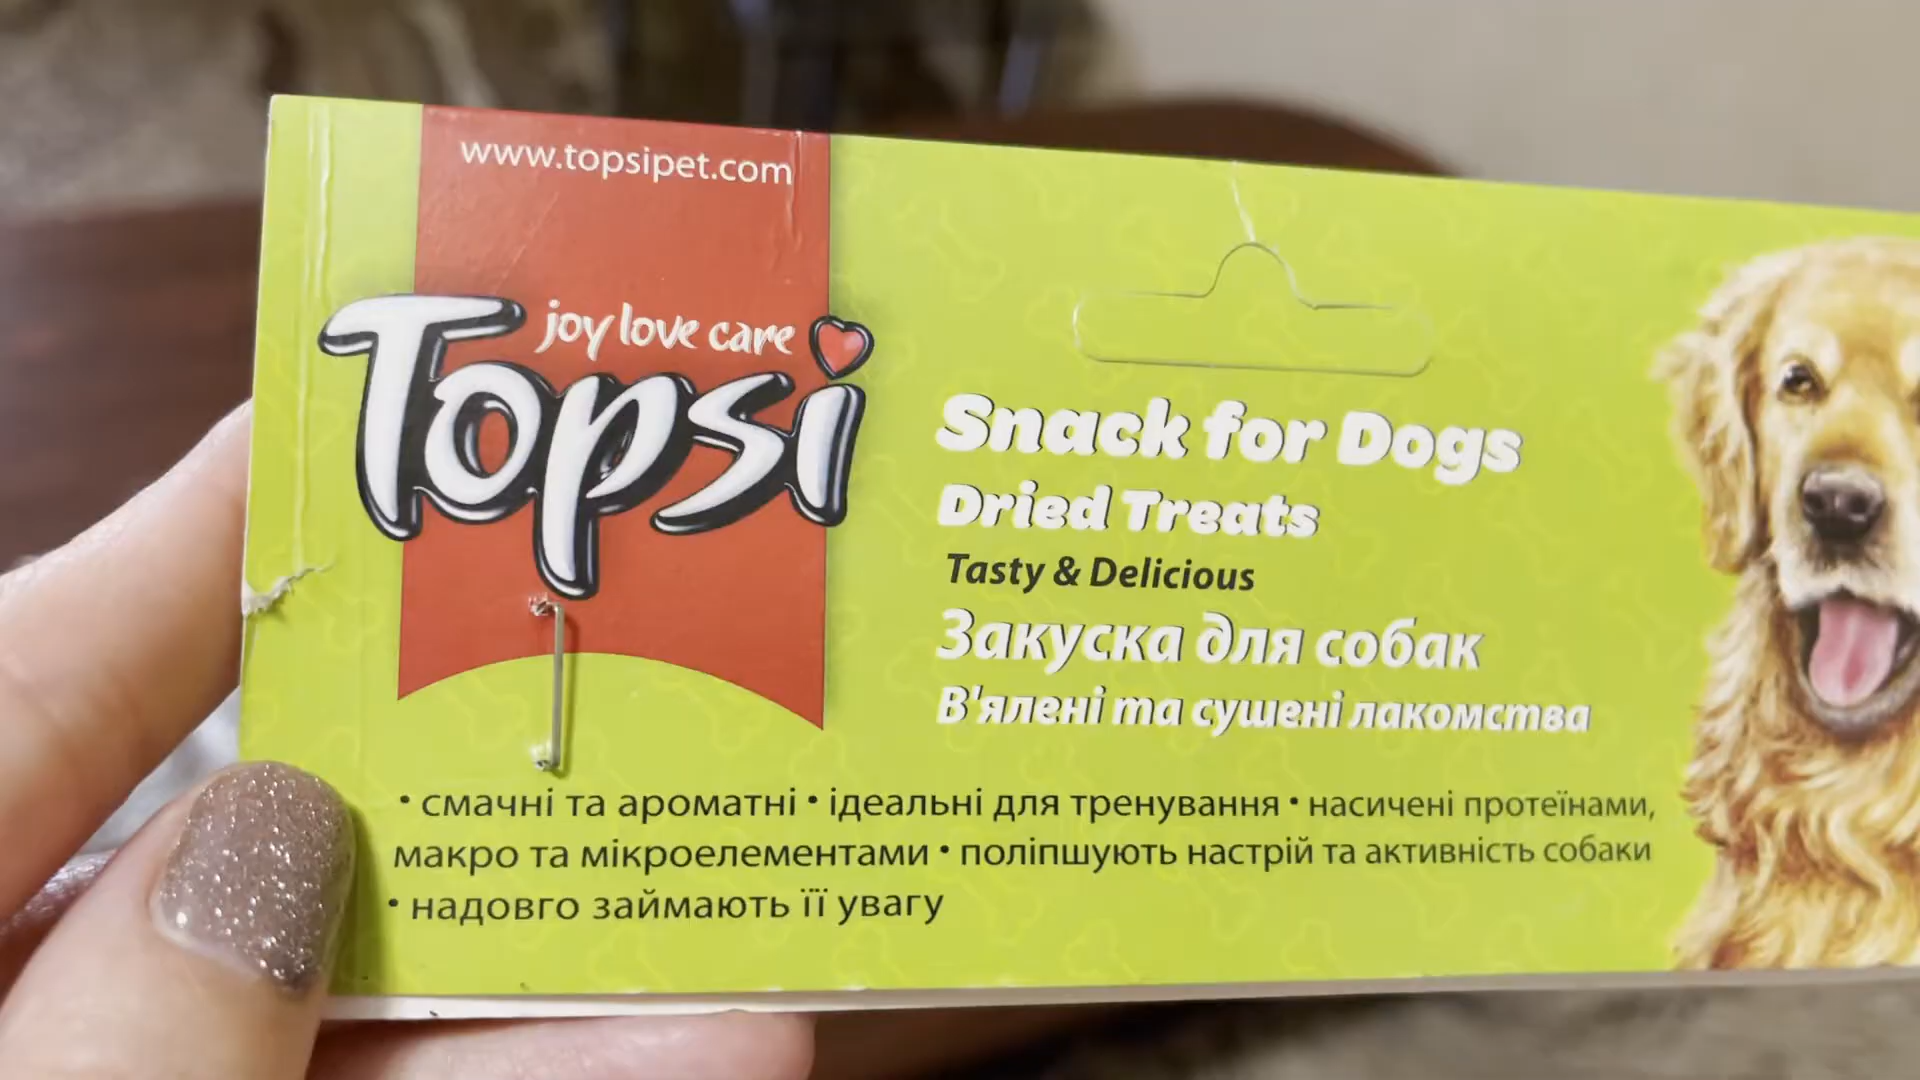 www.topsipet.com
joy love care
Topsi
Snack for Dogs
Dried Treats
Tasty & Delicious
Закуска для собак
В'ялені та сушені лакомства
• смачні та ароматні • ідеальні для тренування • насичені протеїнами,
макро та мікроелементами • поліпшують настрій та активність собаки
• надовго займають її увагу